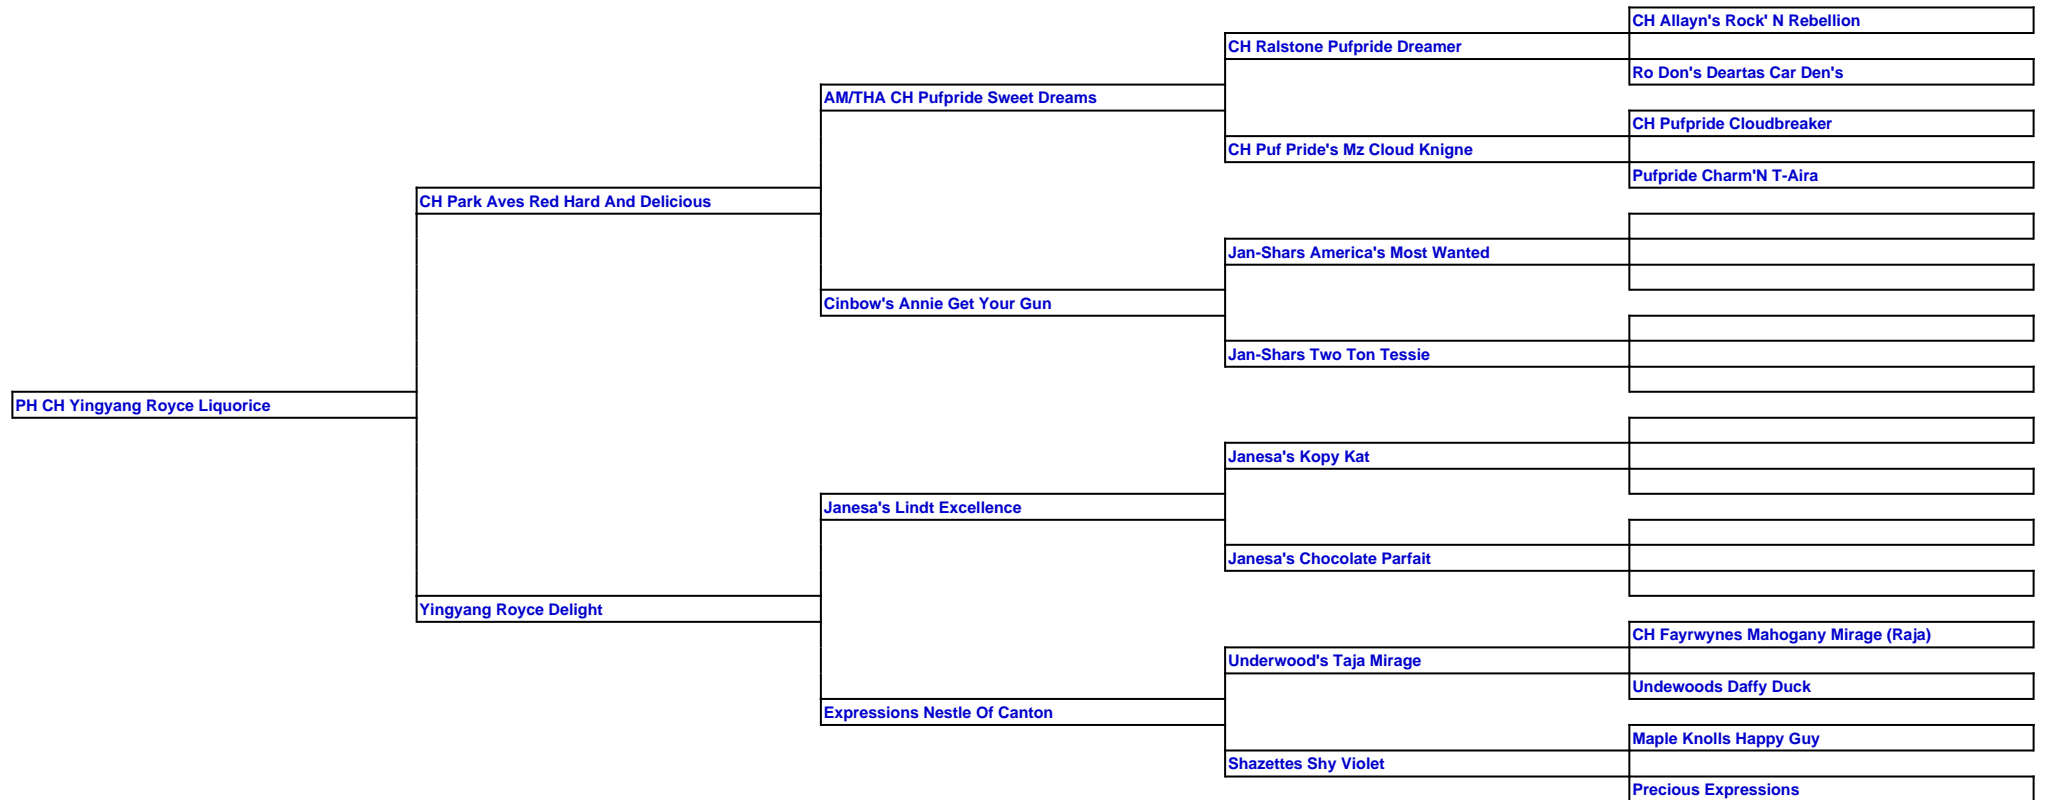 CH Allayn's Rock' N Rebellion
CH Ralstone Pufpride Dreamer
Ro Don's Deartas Car Den's
AM/THA CH Pufpride Sweet Dreams
CH Pufpride Cloudbreaker
CH Puf Pride's Mz Cloud Knigne
Pufpride Charm'N T-Aira
CH Park Aves Red Hard And Delicious
Jan-Shars America's Most Wanted
Cinbow's Annie Get Your Gun
Jan-Shars Two Ton Tessie
PH CH Yingyang Royce Liquorice
Janesa's Kopy Kat
Janesa's Lindt Excellence
Janesa's Chocolate Parfait
Yingyang Royce Delight
CH Fayrwynes Mahogany Mirage (Raja)
Underwood's Taja Mirage
Undewoods Daffy Duck
Expressions Nestle Of Canton
Maple Knolls Happy Guy
Shazettes Shy Violet
Precious Expressions